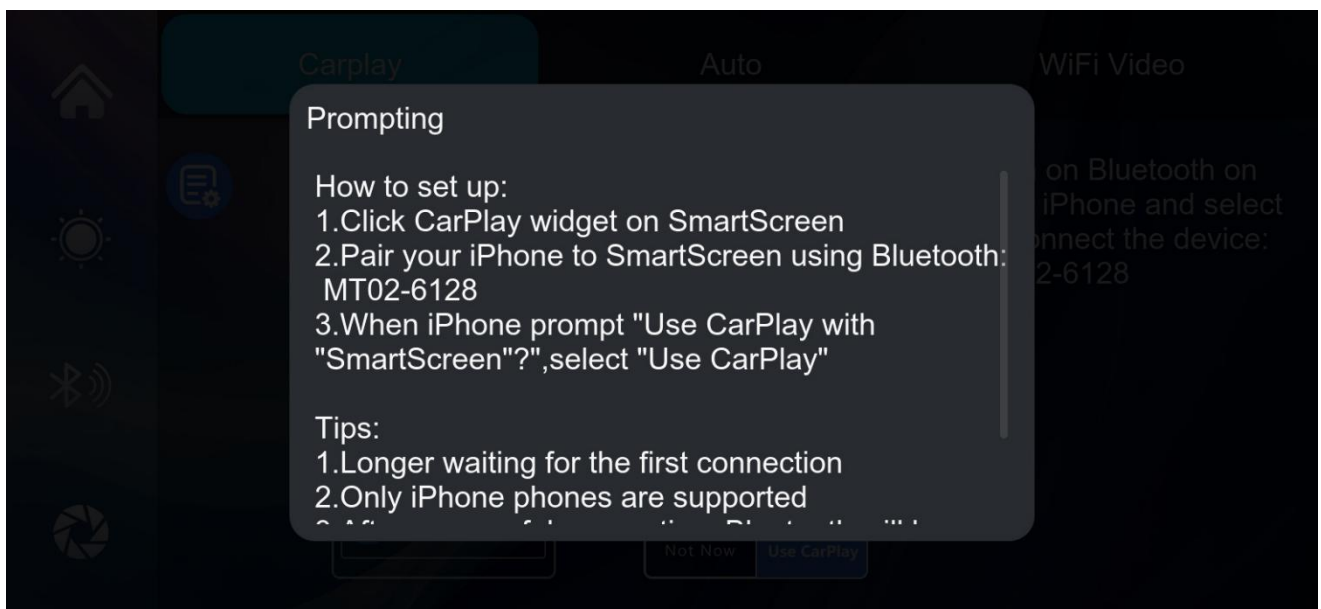 Carplay
Auto
WiFi Video
Prompting
How to set up:
1.Click CarPlay widget on SmartScreen
2.Pair your iPhone to SmartScreen using Bluetooth:
MT02-6128
3.When iPhone prompt "Use CarPlay with
"SmartScreen"?",select "Use CarPlay"
Tips:
1.Longer waiting for the first connection
2.Only iPhone phones are supported
on Bluetooth on
iPhone and select
the device:
2-6128
Not Now
Use CarPlay